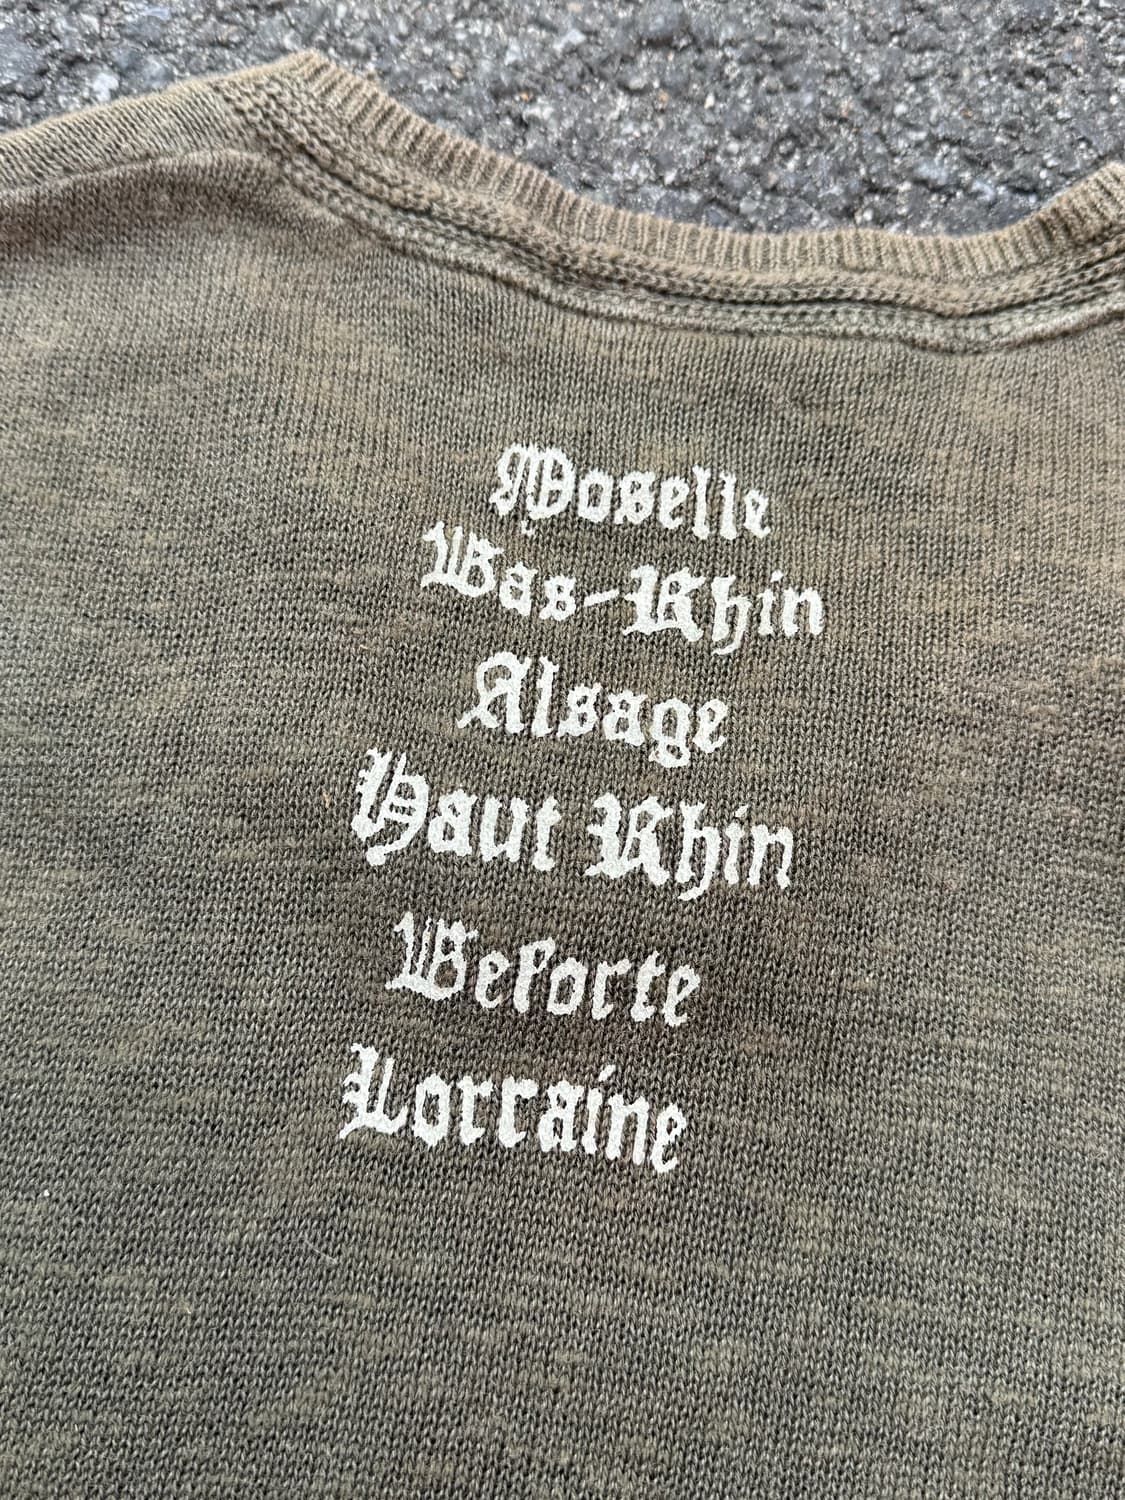 Moselle
Bas-Rhin
Alsage
Haut Rhin
Beforte
Lorraine